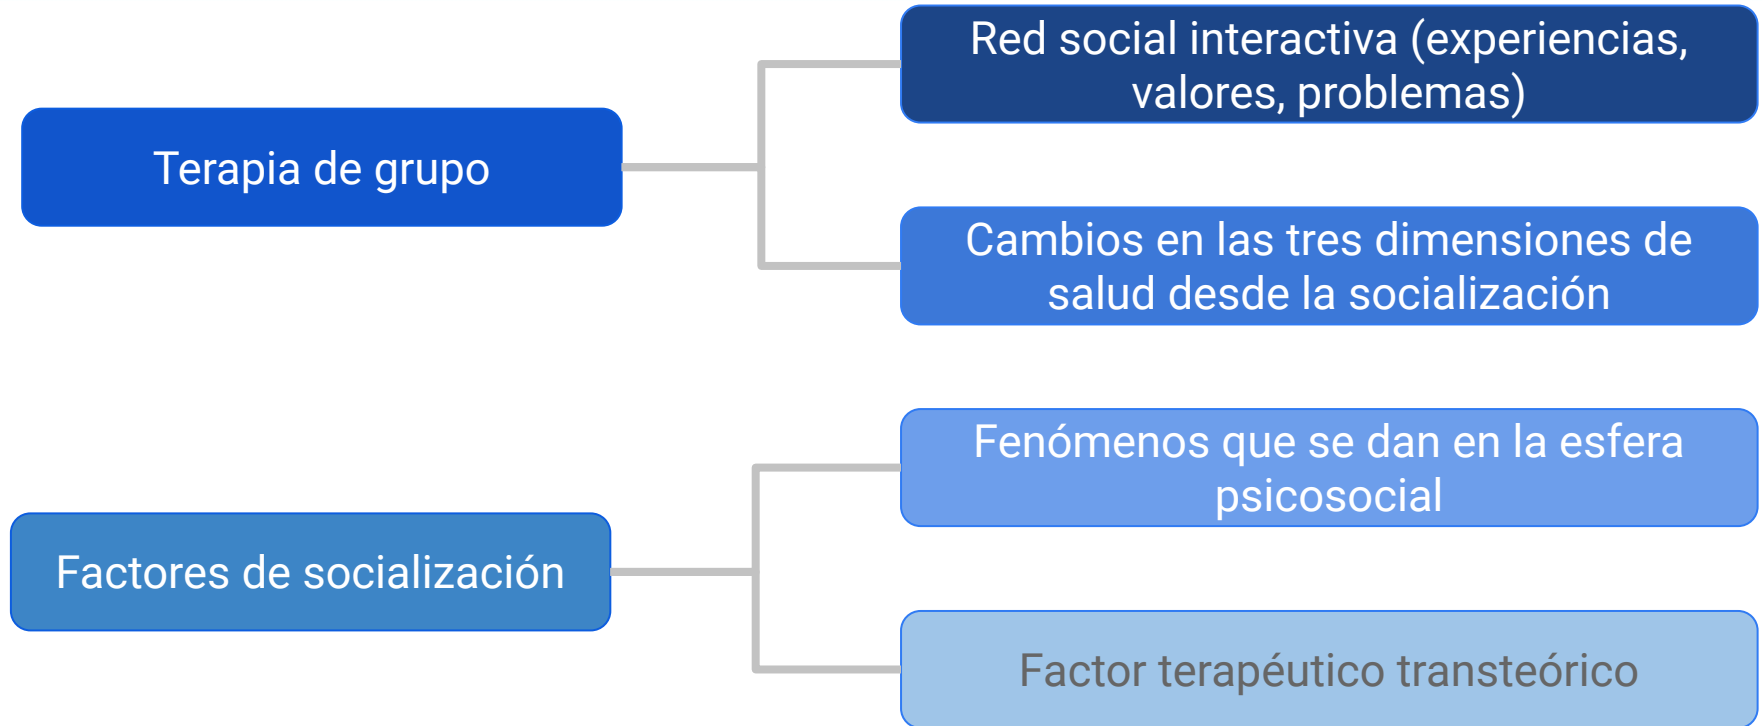 Terapia de grupo
Red social interactiva (experiencias,
valores, problemas)
Cambios en las tres dimensiones de
salud desde la socialización
Factores de socialización
Fenómenos que se dan en la esfera
psicosocial
Factor terapéutico transteórico